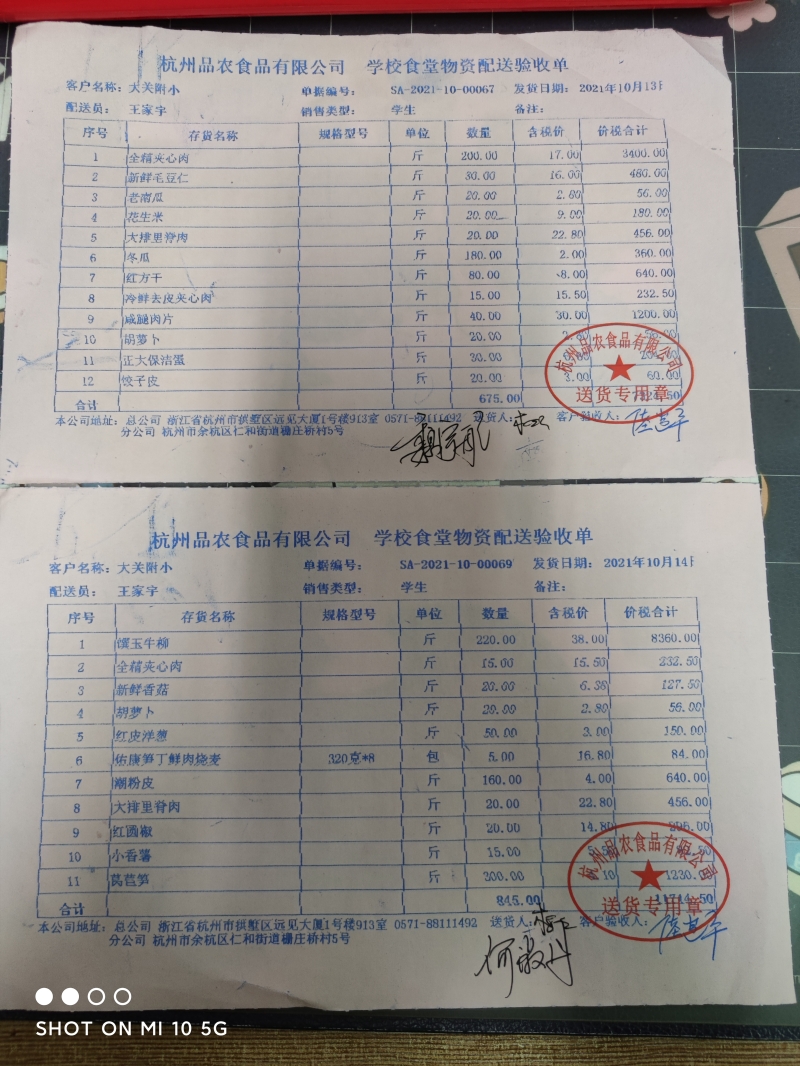 杭州品农食品有限公司 学校食堂物资配送验收单
客户名称: 大关附小 单据编号: SA-2021-10-00067 发货日期: 2021年10月13日
配送员: 王家宇 销售类型: 学生 备注:
序号 存货名称 规格型号 单位 数量 含税价 价税合计
1 全精夹心肉 斤 200.00 17.00 3400.00
2 新鲜毛豆仁 斤 30.00 16.00 480.00
3 老南瓜 斤 20.00 2.80 56.00
4 花生米 斤 20.00 9.00 180.00
5 大排里脊肉 斤 20.00 22.80 456.00
6 冬瓜 斤 180.00 2.00 360.00
7 红方干 斤 80.00 8.00 640.00
8 冷鲜去皮夹心肉 斤 15.00 15.50 232.50
9 咸腿肉片 斤 40.00 30.00 1200.00
10 胡萝卜 斤 20.00
11 正大保洁蛋 斤 30.00
12 饺子皮 斤 20.00 3.00 60.00
合计 675.00
杭州品农食品有限公司
送货专用章
本公司地址: 总公司 浙江省杭州市拱墅区远见大厦1号楼913室 0571-88111492 送货人: 客户验收人:
分公司 杭州市余杭区仁和街道栅庄桥村5号
杭州品农食品有限公司 学校食堂物资配送验收单
客户名称: 大关附小 单据编号: SA-2021-10-00069 发货日期: 2021年10月14日
配送员: 王家宇 销售类型: 学生 备注:
序号 存货名称 规格型号 单位 数量 含税价 价税合计
1 馔玉牛柳 斤 220.00 38.00 8360.00
2 全精夹心肉 斤 15.00 15.50 232.50
3 新鲜香菇 斤 20.00 6.38 127.50
4 胡萝卜 斤 20.00 2.80 56.00
5 红皮洋葱 斤 50.00 3.00 150.00
6 佑康笋丁鲜肉烧麦 320克*8 包 5.00 16.80 84.00
7 潮粉皮 斤 160.00 4.00 640.00
8 大排里脊肉 斤 20.00 22.80 456.00
9 红圆椒 斤 20.00 14.80
10 小香薯 斤 15.00
11 莴苣笋 斤 300.00 1230.00
合计 845.00
杭州品农食品有限公司
送货专用章
本公司地址: 总公司 浙江省杭州市拱墅区远见大厦1号楼913室 0571-88111492 送货人: 客户验收人:
分公司 杭州市余杭区仁和街道栅庄桥村5号
SHOT ON MI 10 5G